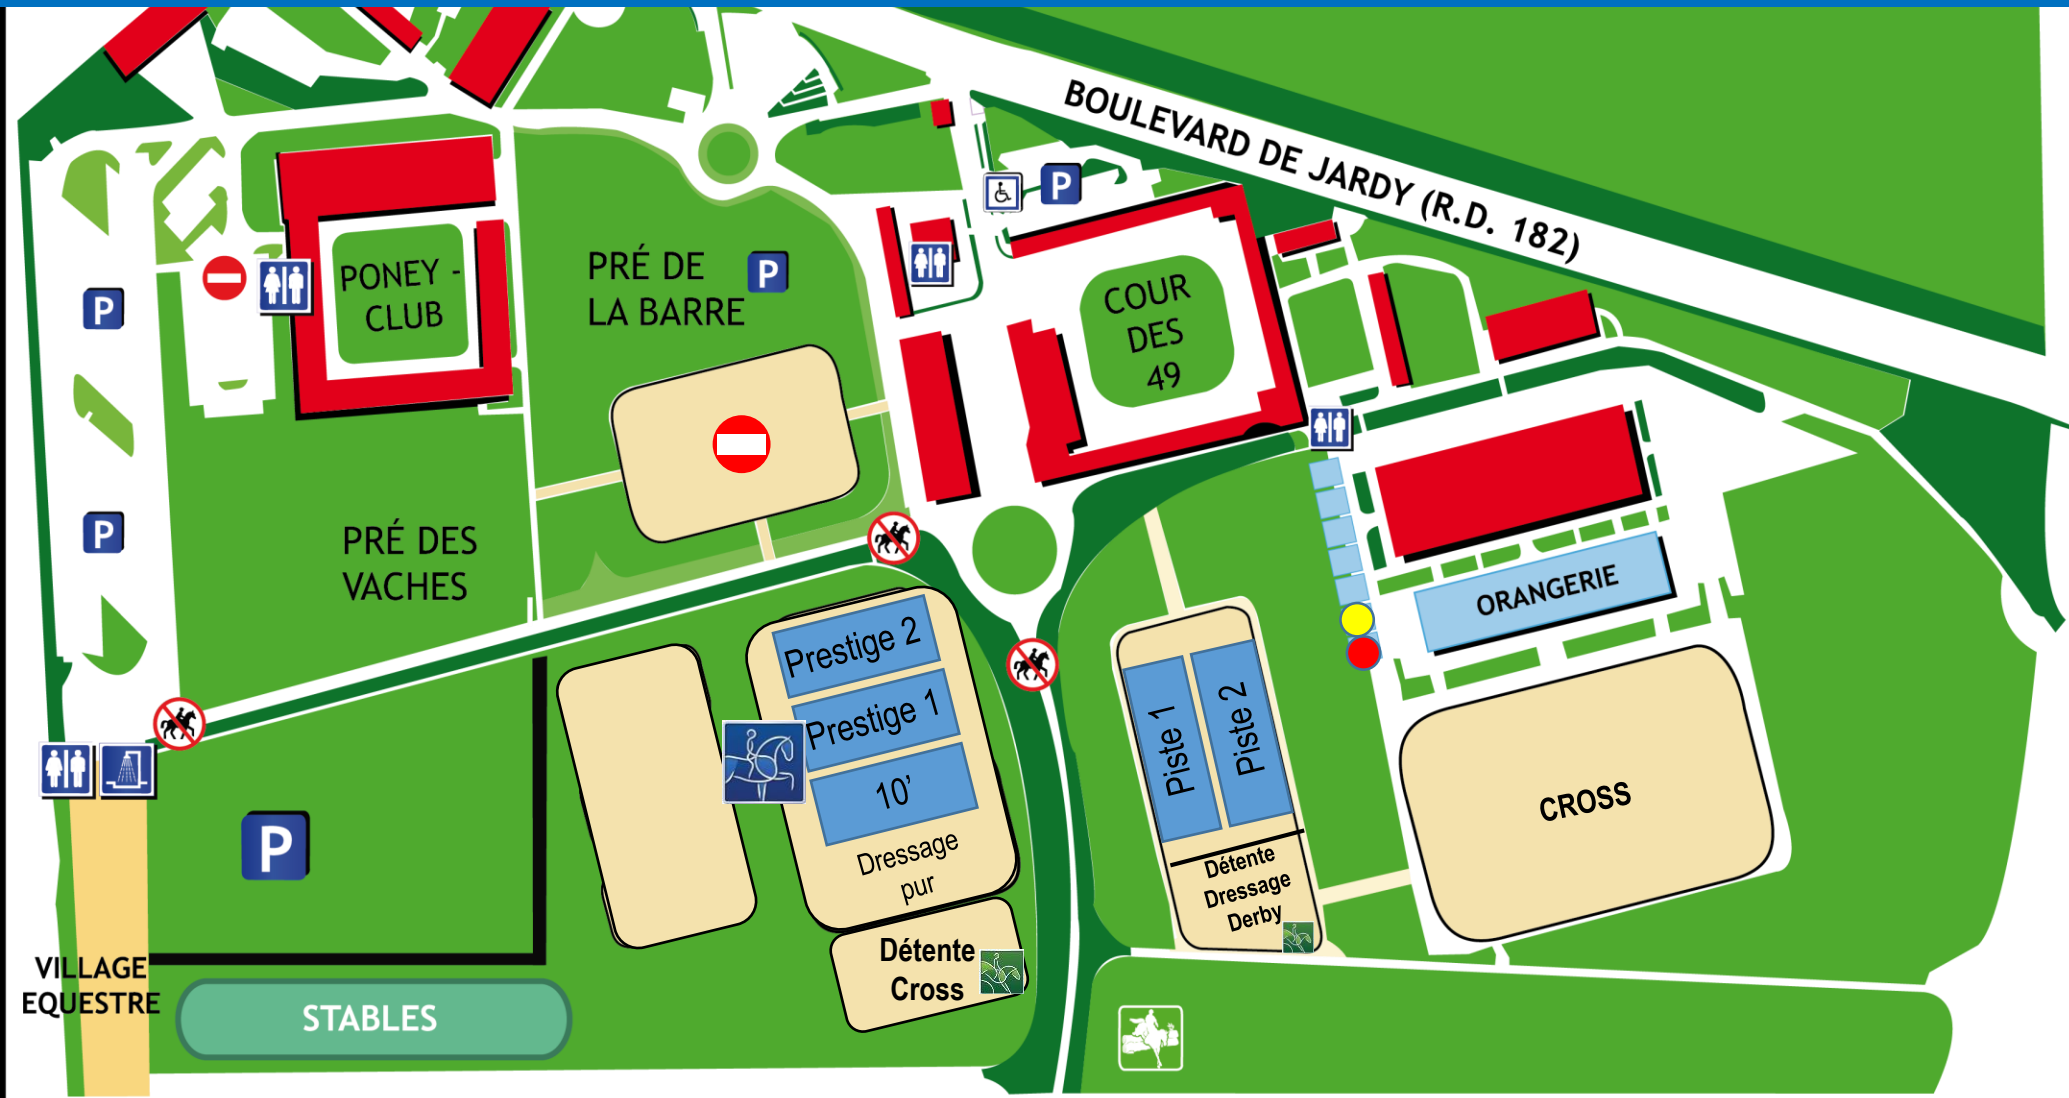 BOULEVARD DE JARDY (R.D. 182)
P
PONEY -
CLUB
PRÉ DE
LA BARRE
P
COUR
DES
49
P
P
PRÉ DES
VACHES
ORANGERIE
Prestige 2
Prestige 1
10’
Dressage
pur
Piste 1
Piste 2
Détente
Dressage
Derby
CROSS
P
Détente
Cross
VILLAGE
EQUESTRE
STABLES